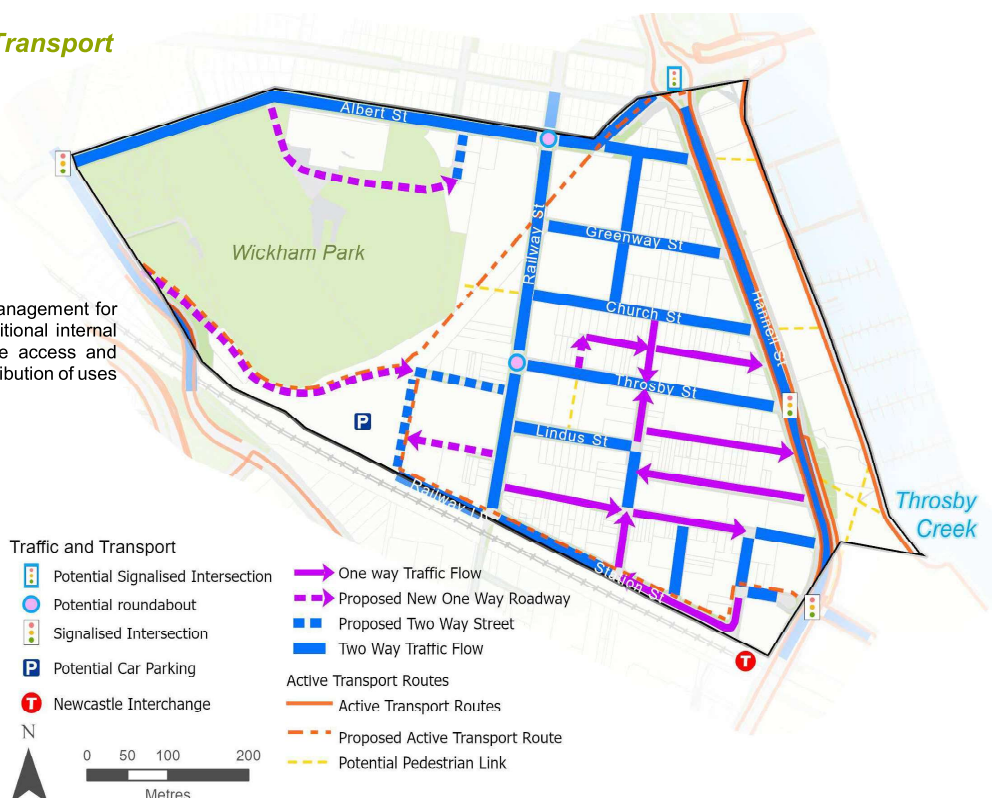 Transport
Albert St
Railway St
Wickham Park
Greenway St
Church St
Hannell St
anagement for
itional internal
e access and
ribution of uses
Throsby St
P
Lindus St
Railway
Throsby
Creek
Station St
T
Traffic and Transport
Potential Signalised Intersection
Potential roundabout
Signalised Intersection
P Potential Car Parking
T Newcastle Interchange
One way Traffic Flow
Proposed New One Way Roadway
Proposed Two Way Street
Two Way Traffic Flow
Active Transport Routes
Active Transport Routes
Proposed Active Transport Route
Potential Pedestrian Link
N
0 50 100 200
Metres